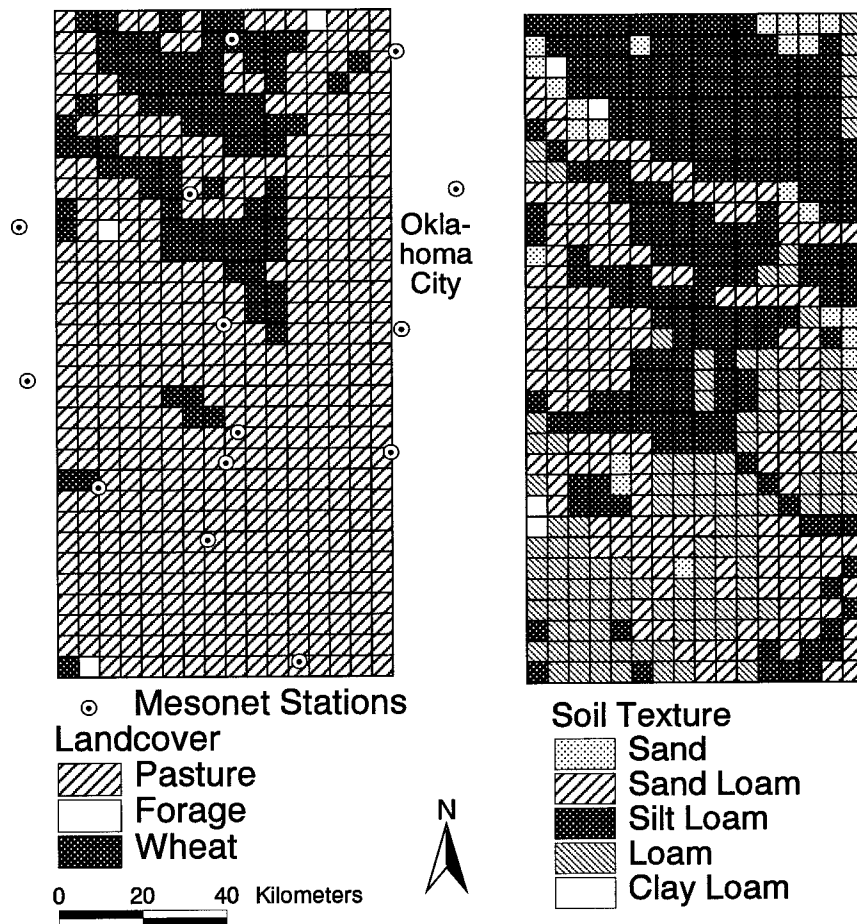 Okla-
homa
City
Mesonet Stations
Landcover
Pasture
Forage
Wheat
0 20 40 Kilometers
N
Soil Texture
Sand
Sand Loam
Silt Loam
Loam
Clay Loam